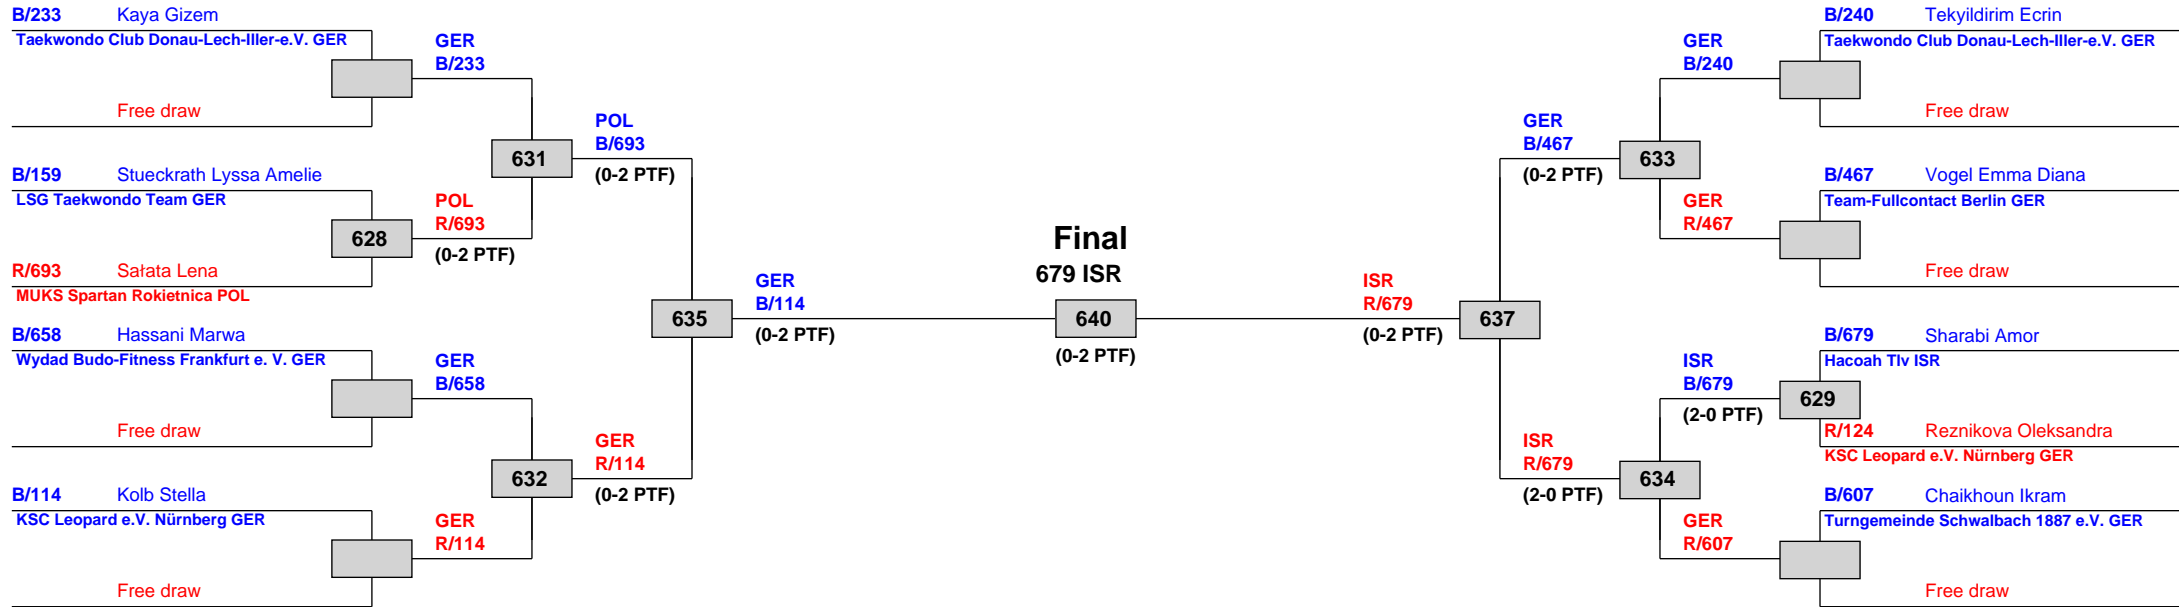 B/233 Kaya Gizem
Taekwondo Club Donau-Lech-Iller-e.V. GER
Free draw
GER
B/233
B/159 Stueckrath Lyssa Amelie
LSG Taekwondo Team GER
628
R/693 Sałata Lena
MUKS Spartan Rokietnica POL
POL
R/693
(0-2 PTF)
631
POL
B/693
(0-2 PTF)
B/658 Hassani Marwa
Wydad Budo-Fitness Frankfurt e. V. GER
Free draw
GER
B/658
B/114 Kolb Stella
KSC Leopard e.V. Nürnberg GER
Free draw
GER
R/114
632
GER
R/114
(0-2 PTF)
635
GER
B/114
(0-2 PTF)
Final
679 ISR
640
(0-2 PTF)
ISR
R/679
(0-2 PTF)
637
GER
B/467
(0-2 PTF)
633
GER
B/240
B/240 Tekyildirim Ecrin
Taekwondo Club Donau-Lech-Iller-e.V. GER
Free draw
GER
R/467
B/467 Vogel Emma Diana
Team-Fullcontact Berlin GER
Free draw
ISR
R/679
(2-0 PTF)
634
ISR
B/679
(2-0 PTF)
629
B/679 Sharabi Amor
Hacoah Tlv ISR
R/124 Reznikova Oleksandra
KSC Leopard e.V. Nürnberg GER
GER
R/607
B/607 Chaikhoun Ikram
Turngemeinde Schwalbach 1887 e.V. GER
Free draw